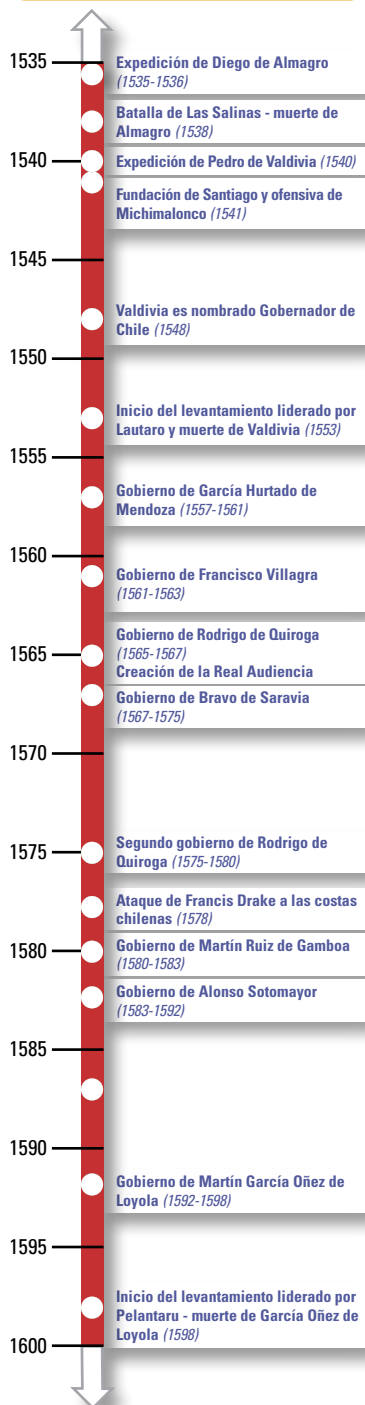 1535
Expedición de Diego de Almagro
(1535-1536)
Batalla de Las Salinas - muerte de
Almagro (1538)
1540
Expedición de Pedro de Valdivia (1540)
Fundación de Santiago y ofensiva de
Michimalonco (1541)
1545
Valdivia es nombrado Gobernador de
Chile (1548)
1550
Inicio del levantamiento liderado por
Lautaro y muerte de Valdivia (1553)
1555
Gobierno de García Hurtado de
Mendoza (1557-1561)
1560
Gobierno de Francisco Villagra
(1561-1563)
Gobierno de Rodrigo de Quiroga
1565
(1565-1567)
Creación de la Real Audiencia
Gobierno de Bravo de Saravia
(1567-1575)
1570
Segundo gobierno de Rodrigo de
1575
Quiroga (1575-1580)
Ataque de Francis Drake a las costas
chilenas (1578)
1580
Gobierno de Martín Ruiz de Gamboa
(1580-1583)
Gobierno de Alonso Sotomayor
(1583-1592)
1585
1590
Gobierno de Martín García Oñez de
Loyola (1592-1598)
1595
Inicio del levantamiento liderado por
Pelantaru - muerte de García Oñez de
Loyola (1598)
1600